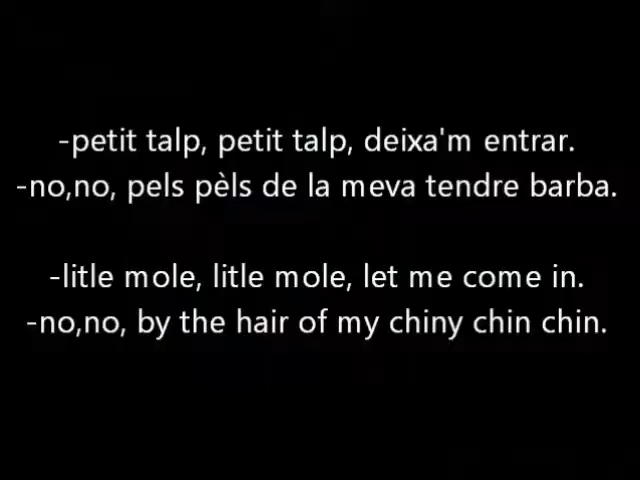 -petit talp, petit talp, deixa'm entrar.
-no,no, pels pèls de la meva tendre barba.
-litle mole, litle mole, let me come in.
-no,no, by the hair of my chiny chin chin.